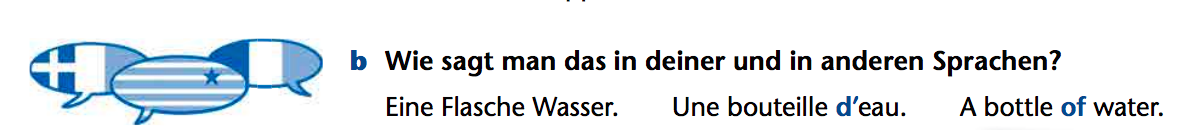 b Wie sagt man das in deiner und in anderen Sprachen?
Eine Flasche Wasser. Une bouteille d’eau. A bottle of water.